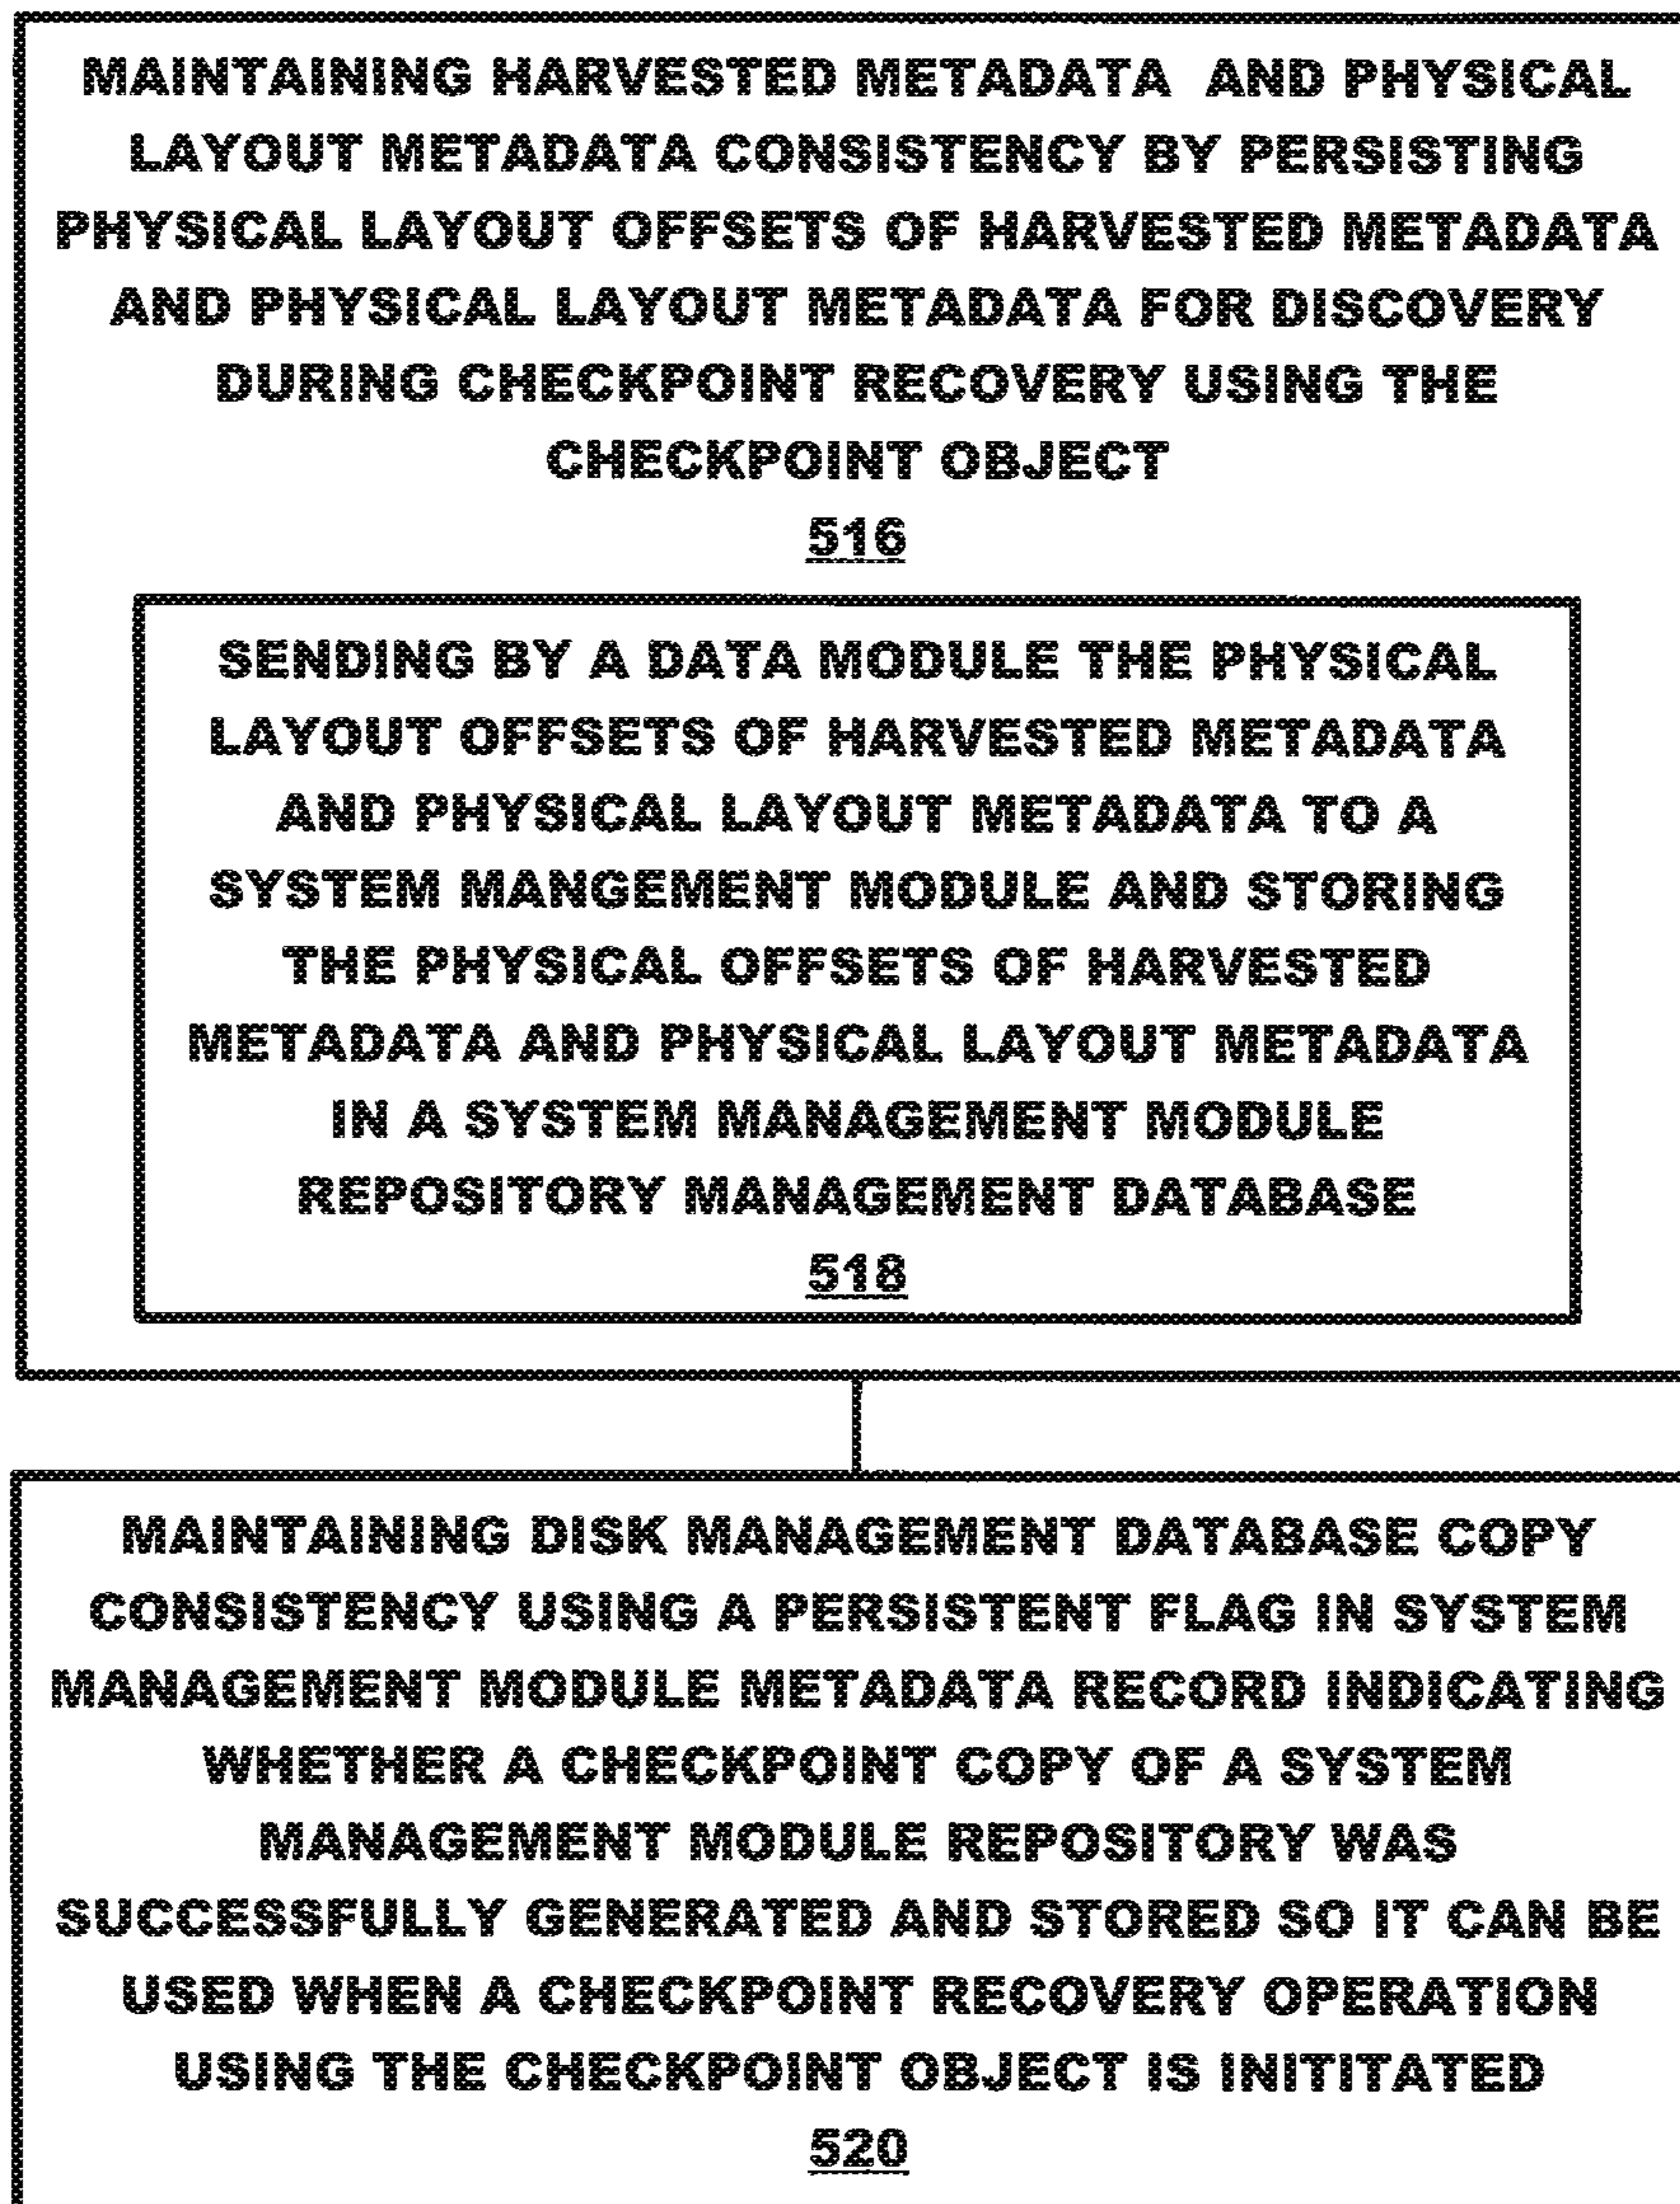 MAINTAINING HARVESTED METADATA AND PHYSICAL
LAYOUT METADATA CONSISTENCY BY PERSISTING
PHYSICAL LAYOUT OFFSETS OF HARVESTED METADATA
AND PHYSICAL LAYOUT METADATA FOR DISCOVERY
DURING CHECKPOINT RECOVERY USING THE
CHECKPOINT OBJECT
516
SENDING BY A DATA MODULE THE PHYSICAL
LAYOUT OFFSETS OF HARVESTED METADATA
AND PHYSICAL LAYOUT METADATA TO A
SYSTEM MANGEMENT MODULE AND STORING
THE PHYSICAL OFFSETS OF HARVESTED
METADATA AND PHYSICAL LAYOUT METADATA
IN A SYSTEM MANAGEMENT MODULE
REPOSITORY MANAGEMENT DATABASE
518
MAINTAINING DISK MANAGEMENT DATABASE COPY
CONSISTENCY USING A PERSISTENT FLAG IN SYSTEM
MANAGEMENT MODULE METADATA RECORD INDICATING
WHETHER A CHECKPOINT COPY OF A SYSTEM
MANAGEMENT MODULE REPOSITORY WAS
SUCCESSFULLY GENERATED AND STORED SO IT CAN BE
USED WHEN A CHECKPOINT RECOVERY OPERATION
USING THE CHECKPOINT OBJECT IS INITITATED
520